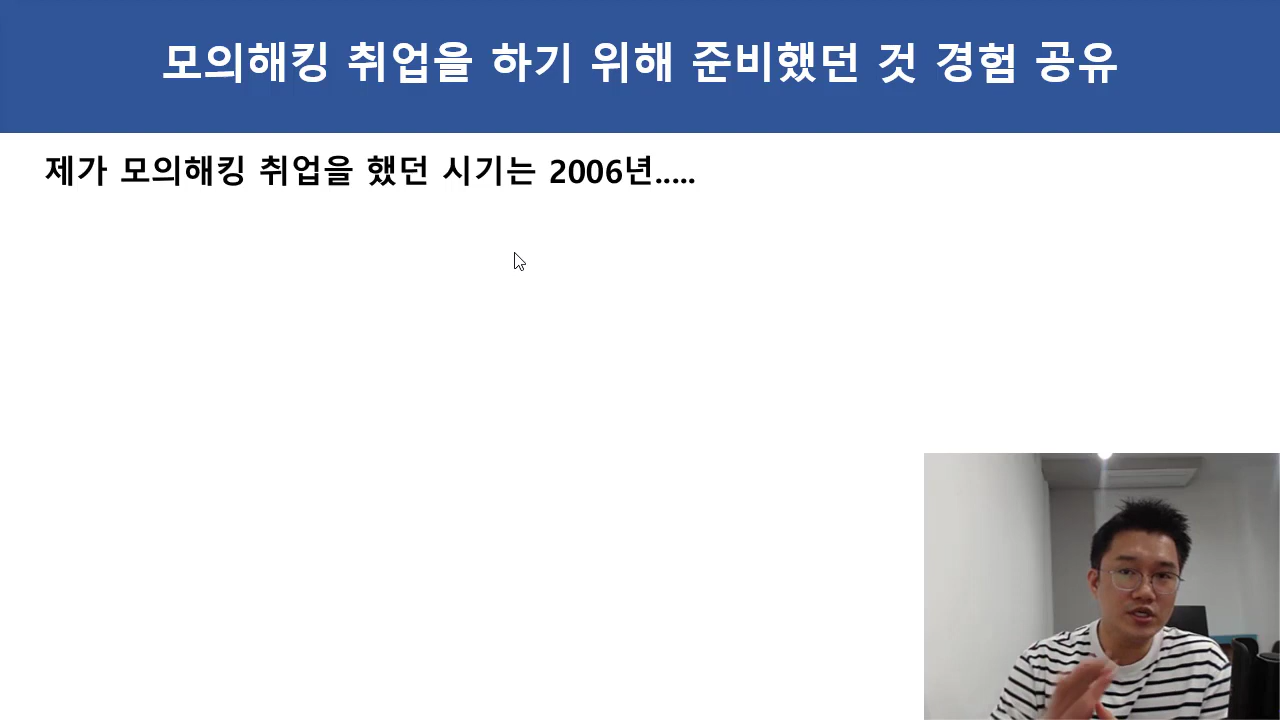 모의해킹 취업을 하기 위해 준비했던 것 경험 공유
제가 모의해킹 취업을 했던 시기는 2006년.....